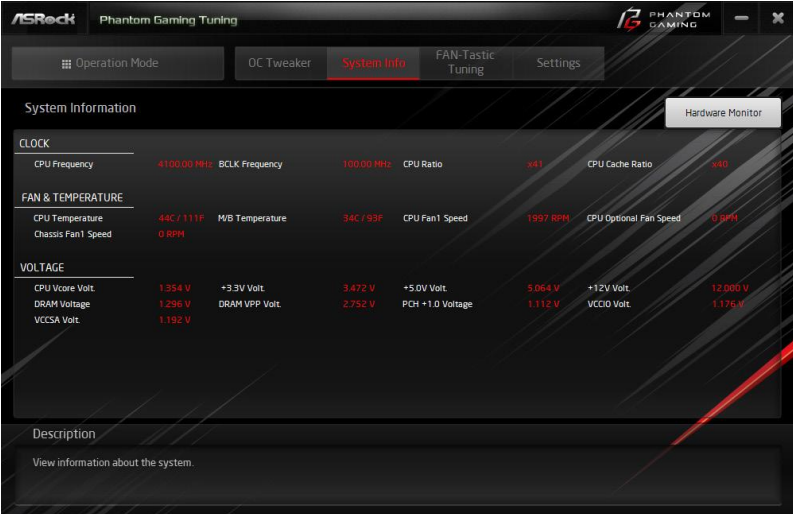 ASRock Phantom Gaming Tuning PHANTOM GAMING
Operation Mode OC Tweaker System Info FAN-Tastic Tuning Settings
System Information
Hardware Monitor
CLOCK
CPU Frequency 4100.00 MHz BCLK Frequency 100.00 MHz CPU Ratio x41 CPU Cache Ratio x40
FAN & TEMPERATURE
CPU Temperature 44C / 111F M/B Temperature 34C / 93F CPU Fan1 Speed 1997 RPM CPU Optional Fan Speed 0 RPM
Chassis Fan1 Speed 0 RPM
VOLTAGE
CPU Vcore Volt. 1.354 V +3.3V Volt. 3.472 V +5.0V Volt. 5.064 V +12V Volt. 12.000 V
DRAM Voltage 1.296 V DRAM VPP Volt. 2.752 V PCH +1.0 Voltage 1.112 V VCCIO Volt. 1.176 V
VCCSA Volt. 1.192 V
Description
View information about the system.